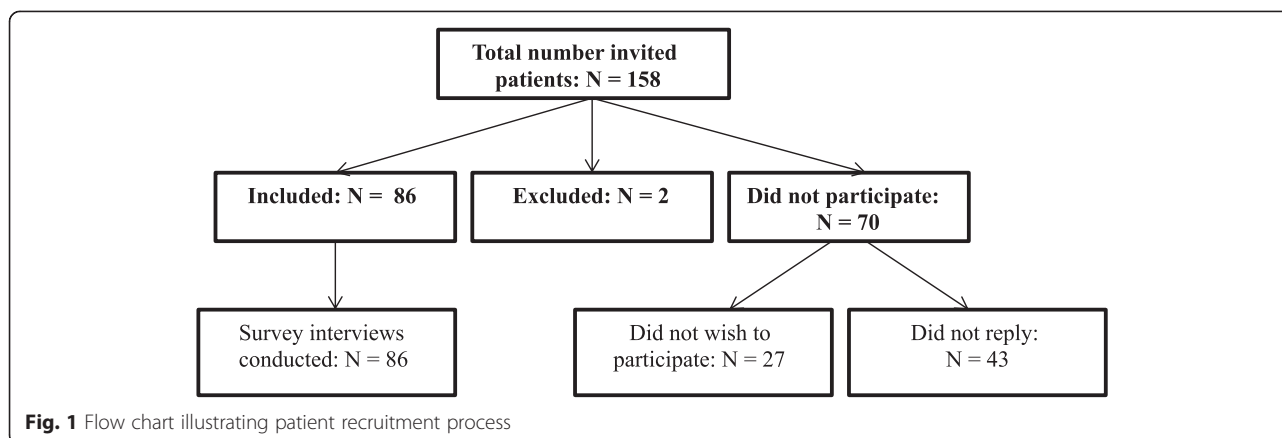 Total number invited
patients: N = 158
Included: N = 86
Excluded: N = 2
Did not participate:
N = 70
Survey interviews
conducted: N = 86
Did not wish to
participate: N = 27
Did not reply:
N = 43
Fig. 1 Flow chart illustrating patient recruitment process